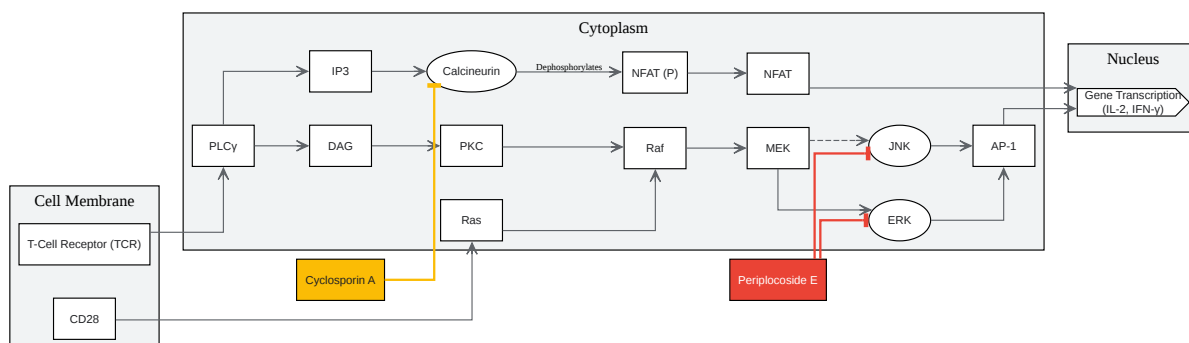 Cytoplasm
Nucleus
IP3
Calcineurin
Dephosphorylates
NFAT (P)
NFAT
Gene Transcription
(IL-2, IFN-γ)
PLCγ
DAG
PKC
Raf
MEK
JNK
AP-1
Cell Membrane
T-Cell Receptor (TCR)
Ras
ERK
Cyclosporin A
Periplocoside E
CD28